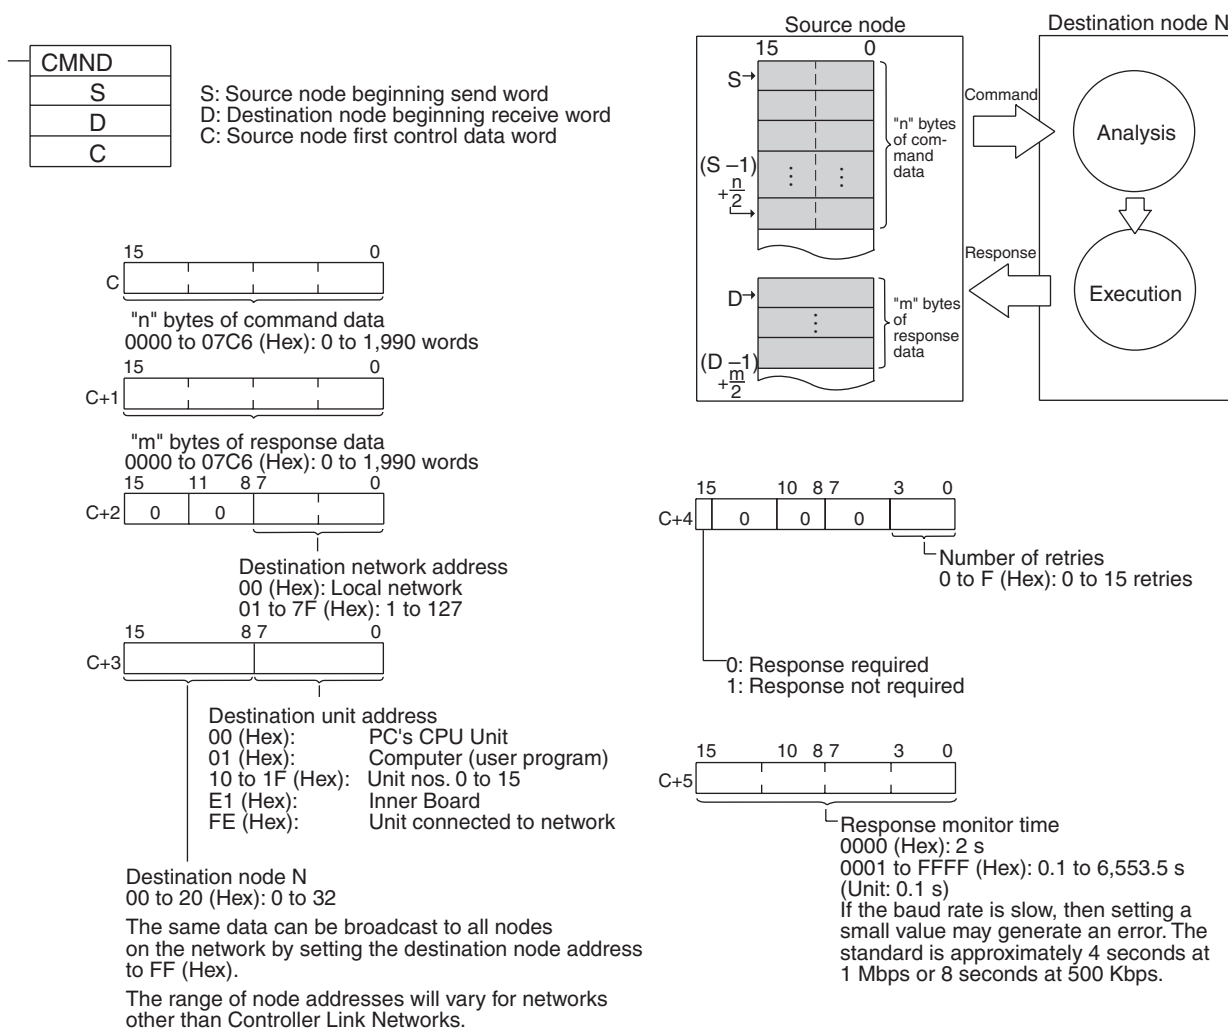 CMND
S
D
C
S: Source node beginning send word
D: Destination node beginning receive word
C: Source node first control data word
Source node
Destination node N
15 0
S
(S –1)
+n/2
"n" bytes
of com-
mand
data
Command
Analysis
Response
Execution
D
(D –1)
+m/2
"m" bytes
of
response
data
15 0
C
"n" bytes of command data
0000 to 07C6 (Hex): 0 to 1,990 words
15 0
C+1
"m" bytes of response data
0000 to 07C6 (Hex): 0 to 1,990 words
15 11 8 7 0
C+2 0 0
Destination network address
00 (Hex): Local network
01 to 7F (Hex): 1 to 127
15 8 7 0
C+3
Destination unit address
00 (Hex): PC's CPU Unit
01 (Hex): Computer (user program)
10 to 1F (Hex): Unit nos. 0 to 15
E1 (Hex): Inner Board
FE (Hex): Unit connected to network
Destination node N
00 to 20 (Hex): 0 to 32
The same data can be broadcast to all nodes
on the network by setting the destination node address
to FF (Hex).
The range of node addresses will vary for networks
other than Controller Link Networks.
15 10 8 7 3 0
C+4 0 0 0
Number of retries
0 to F (Hex): 0 to 15 retries
0: Response required
1: Response not required
15 10 8 7 3 0
C+5
Response monitor time
0000 (Hex): 2 s
0001 to FFFF (Hex): 0.1 to 6,553.5 s
(Unit: 0.1 s)
If the baud rate is slow, then setting a
small value may generate an error. The
standard is approximately 4 seconds at
1 Mbps or 8 seconds at 500 Kbps.